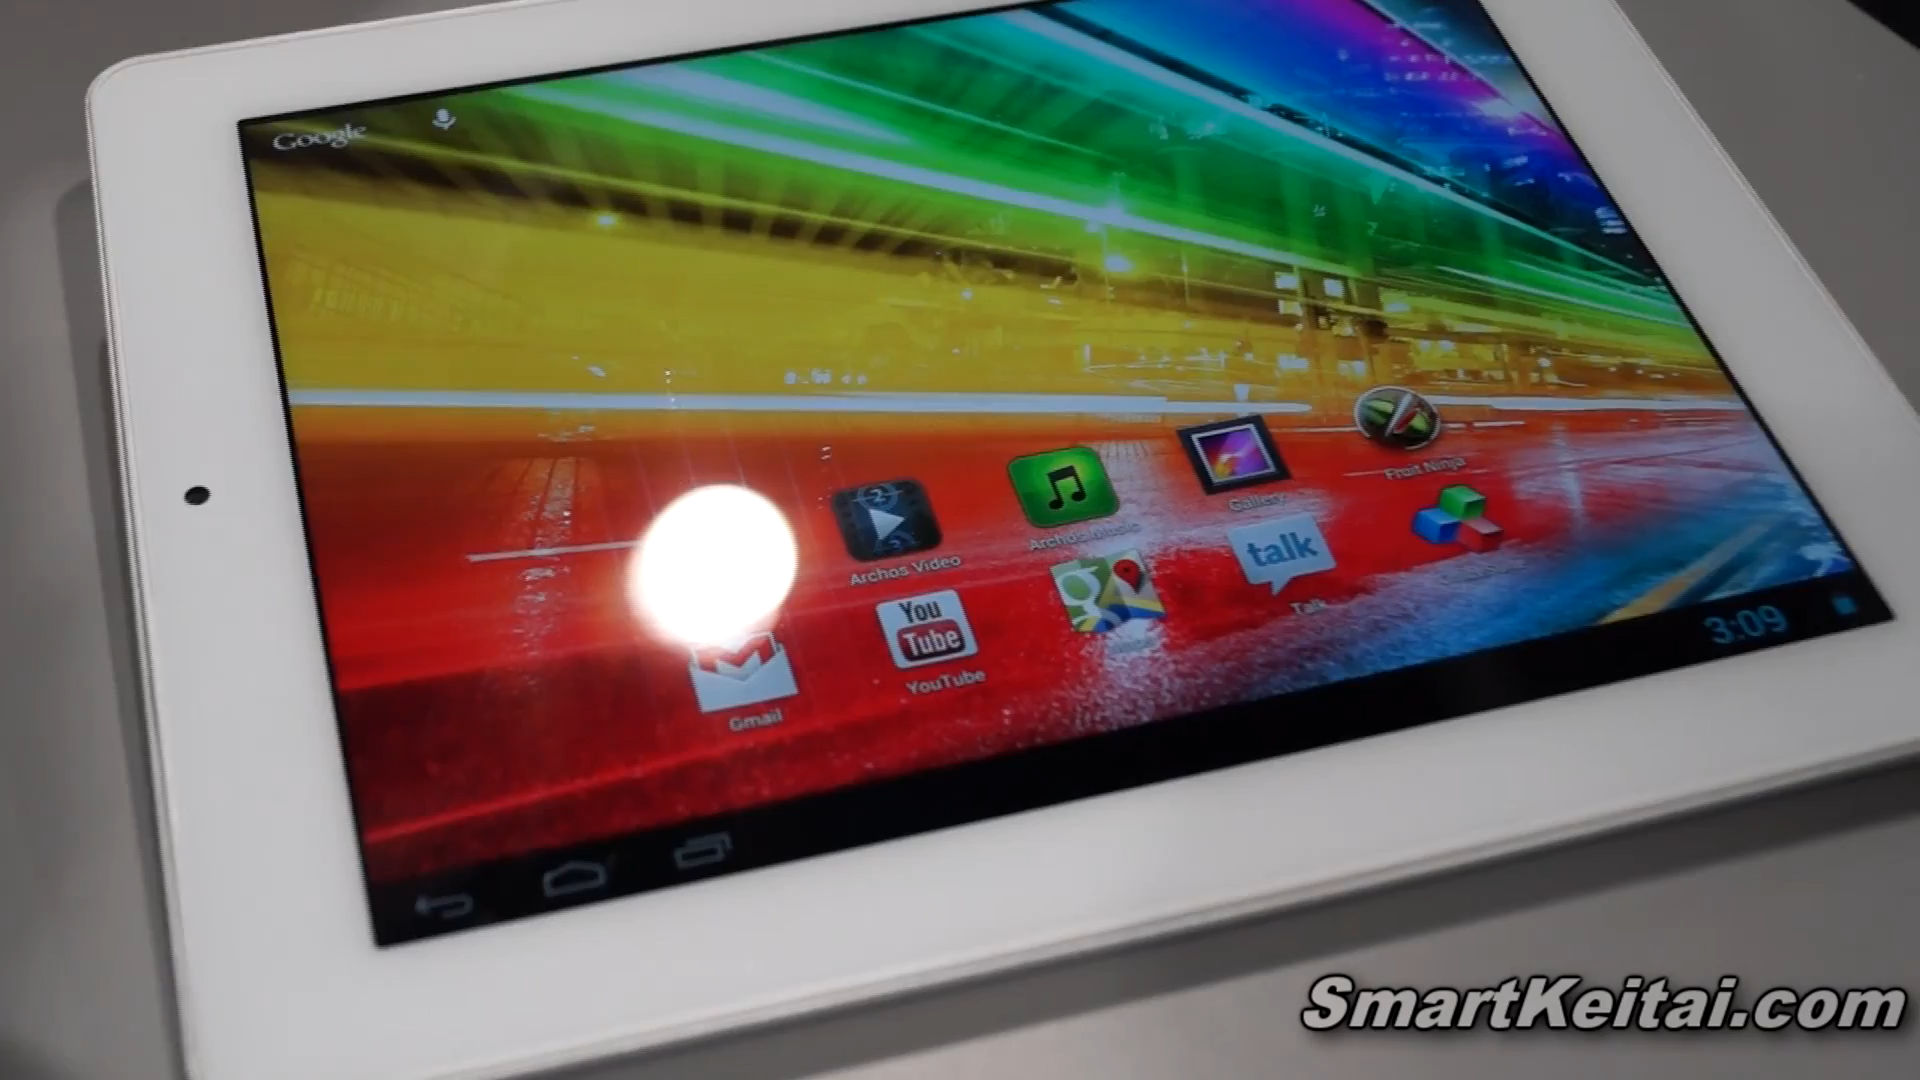 Google
Archos Video
Archos Music
Gallery
Fruit Ninja
talk
You
Tube
Gmail
YouTube
Talk
3:09
SmartKeitai.com